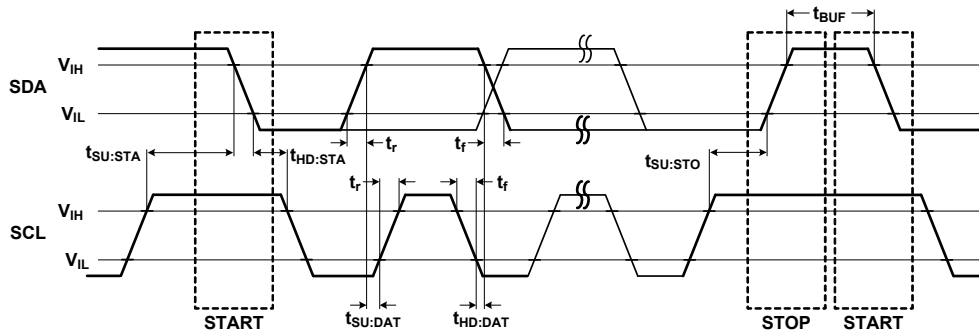 tBUF
VIH
SDA
VIL
tSU:STA
tHD:STA
tr
tf
tSU:STO
tr
tf
VIH
SCL
VIL
tSU:DAT
tHD:DAT
START
STOP
START